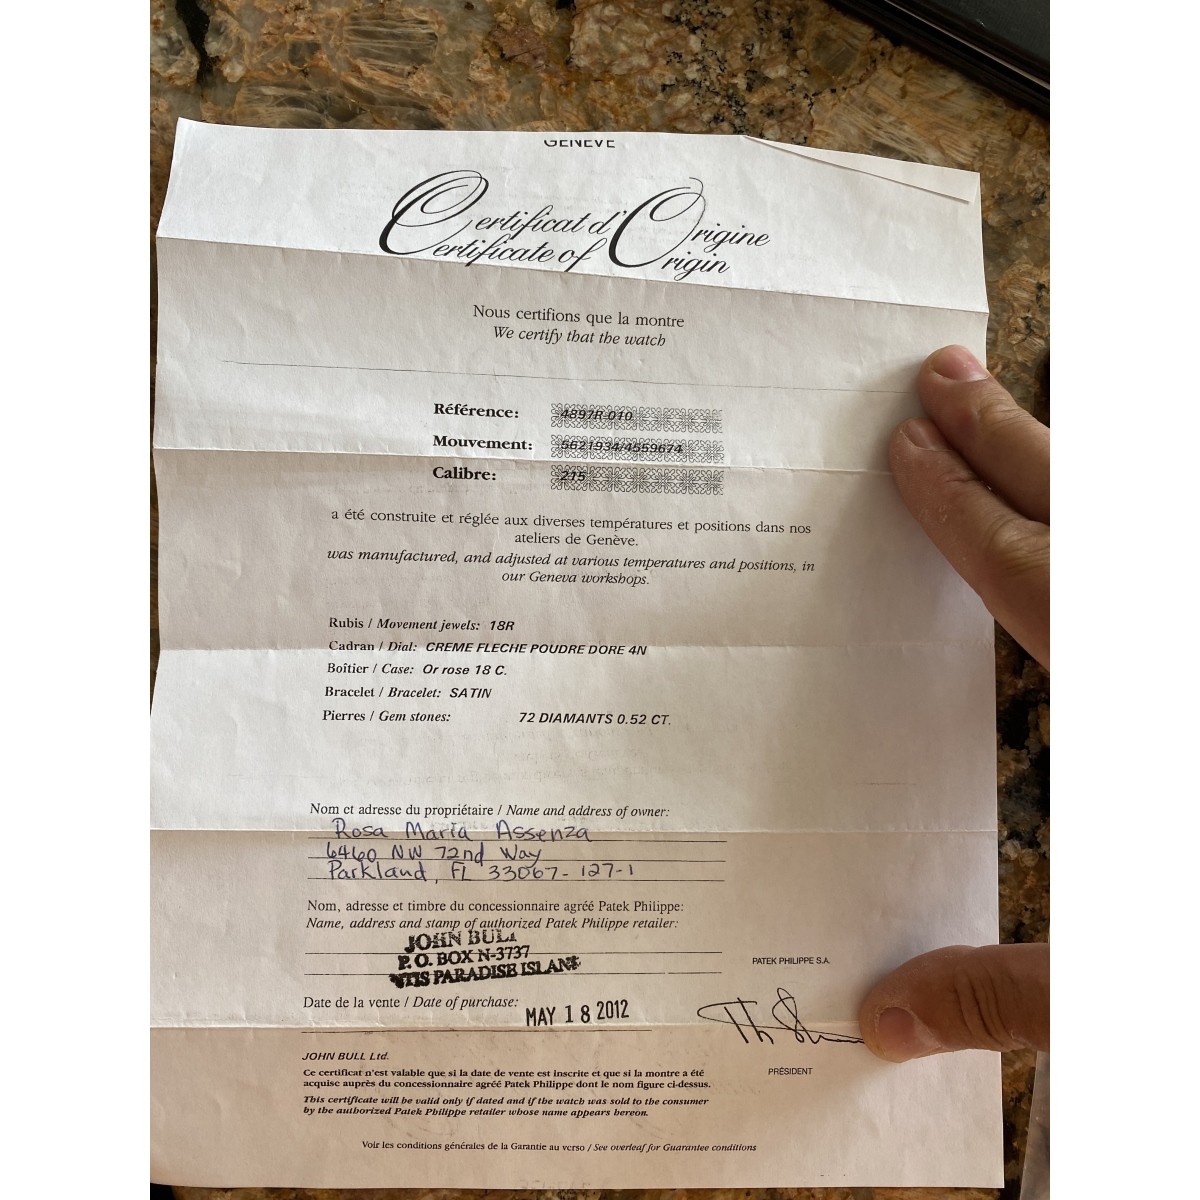 GENEVE
Certificat d'Origine
Certificate of Origin
Nous certifions que la montre
We certify that the watch
Référence: 4897R-010
Mouvement: 5621934/4559674
Calibre: 215
a été construite et réglée aux diverses températures et positions dans nos
ateliers de Genève.
was manufactured, and adjusted at various temperatures and positions, in
our Geneva workshops.
Rubis / Movement jewels: 18R
Cadran / Dial: CREME FLECHE POUDRE DORE 4N
Boîtier / Case: Or rose 18 C.
Bracelet / Bracelet: SATIN
Pierres / Gem stones: 72 DIAMANTS 0.52 CT.
Nom et adresse du propriétaire / Name and address of owner:
Rosa Maria Assenza
6460 NW 72nd Way
Parkland, FL 33067-127-1
Nom, adresse et timbre du concessionnaire agréé Patek Philippe:
Name, address and stamp of authorized Patek Philippe retailer:
JOHN BULL
P.O. BOX N-3737
PARADISE ISLAND
PATEK PHILIPPE S.A.
Date de la vente / Date of purchase: MAY 18 2012
PRÉSIDENT
JOHN BULL Ltd.
Ce certificat n'est valable que si la date de vente est inscrite et que si la montre a été
acquise auprès du concessionnaire agréé Patek Philippe dont le nom figure ci-dessus.
This certificate will be valid only if dated and if the watch was sold to the consumer
by the authorized Patek Philippe retailer whose name appears hereon.
Voir les conditions générales de la Garantie au verso / See overleaf for Guarantee conditions